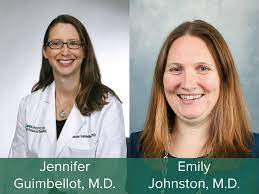 Jennifer
Guimbellot, M.D.
Emily
Johnston, M.D.